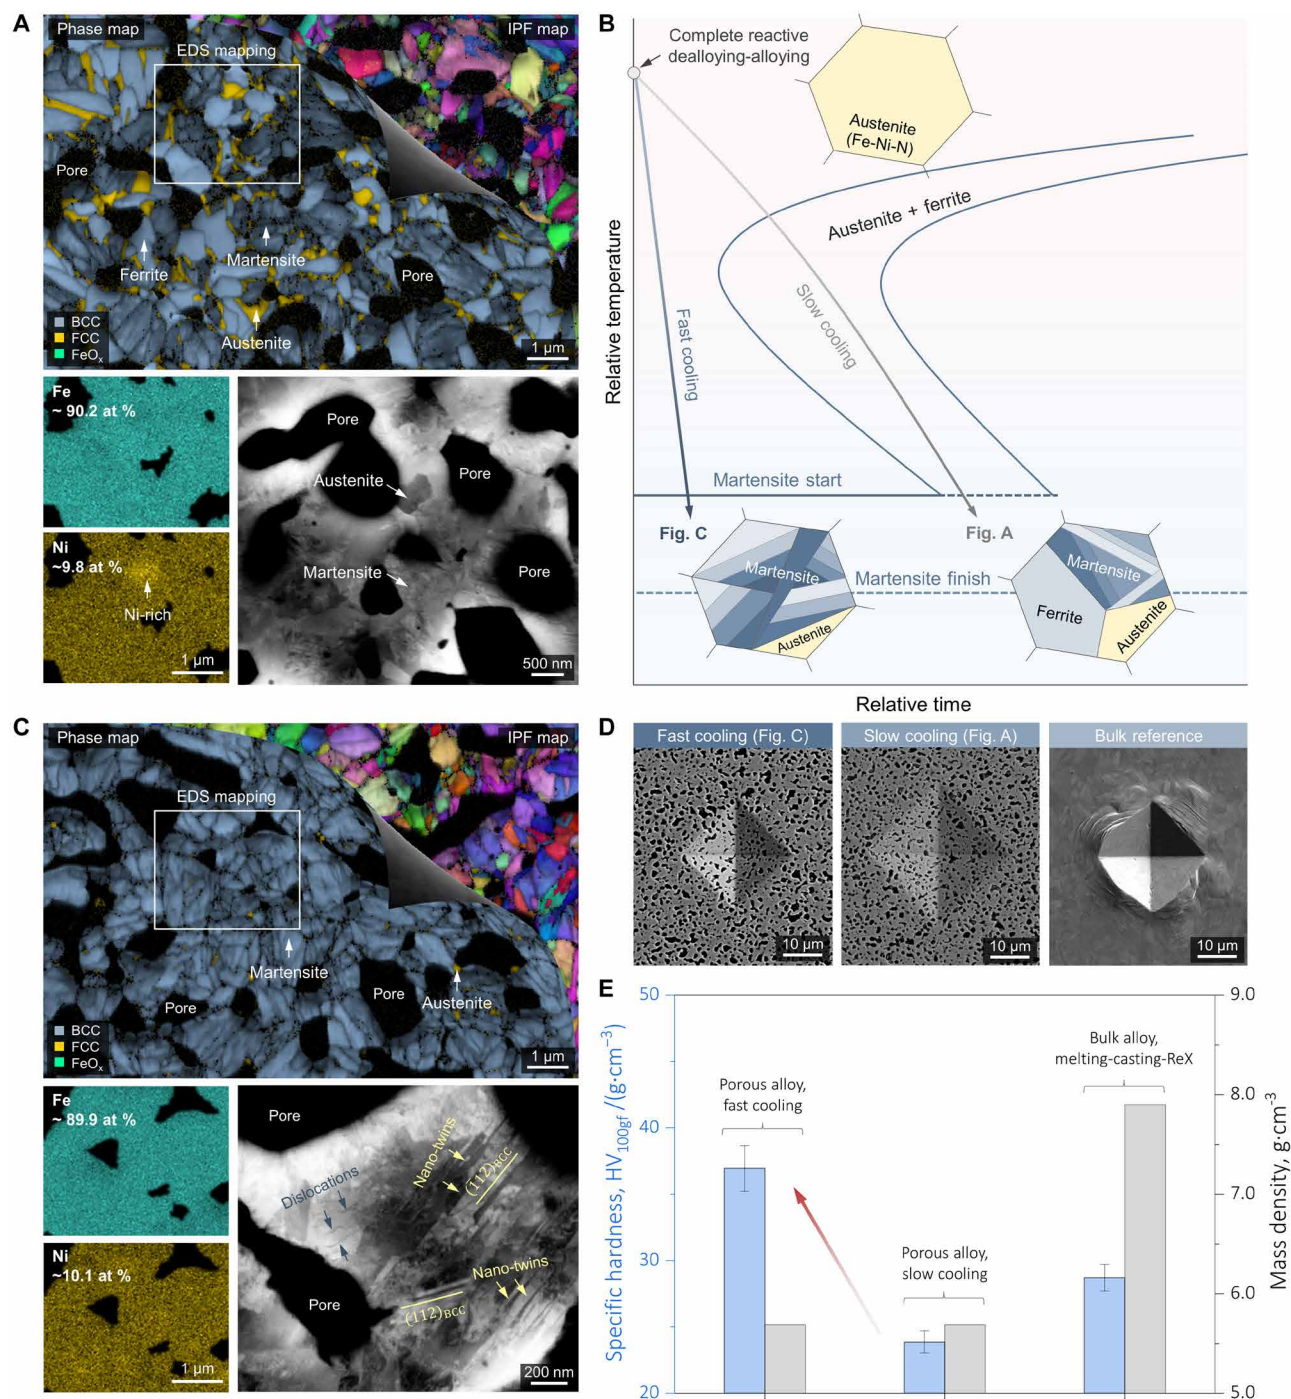 A
Phase map
IPF map
EDS mapping
Pore
Ferrite
Martensite
Pore
Austenite
BCC
FCC
FeOₓ
1 µm
Fe
~ 90.2 at %
Ni
~9.8 at %
Ni-rich
1 µm
Pore
Austenite
Pore
Martensite
Pore
500 nm
B
Complete reactive
dealloying-alloying
Austenite
(Fe-Ni-N)
Austenite + ferrite
Relative temperature
Fast cooling
Slow cooling
Martensite start
Fig. C
Fig. A
Martensite
Austenite
Martensite finish
Martensite
Ferrite
Austenite
Relative time
C
Phase map
IPF map
EDS mapping
Martensite
Pore
Pore
Austenite
BCC
FCC
FeOₓ
1 µm
Fe
~ 89.9 at %
Ni
~10.1 at %
1 µm
Pore
Dislocations
Nano-twins
(112)BCC
Nano-twins
(112)BCC
Pore
200 nm
D
Fast cooling (Fig. C)
Slow cooling (Fig. A)
Bulk reference
10 µm
10 µm
10 µm
E
Specific hardness, HV₁₀₀gf /(g·cm⁻³)
50
40
30
20
Porous alloy,
fast cooling
Porous alloy,
slow cooling
Bulk alloy,
melting-casting-ReX
9.0
8.0
7.0
6.0
5.0
Mass density, g·cm⁻³